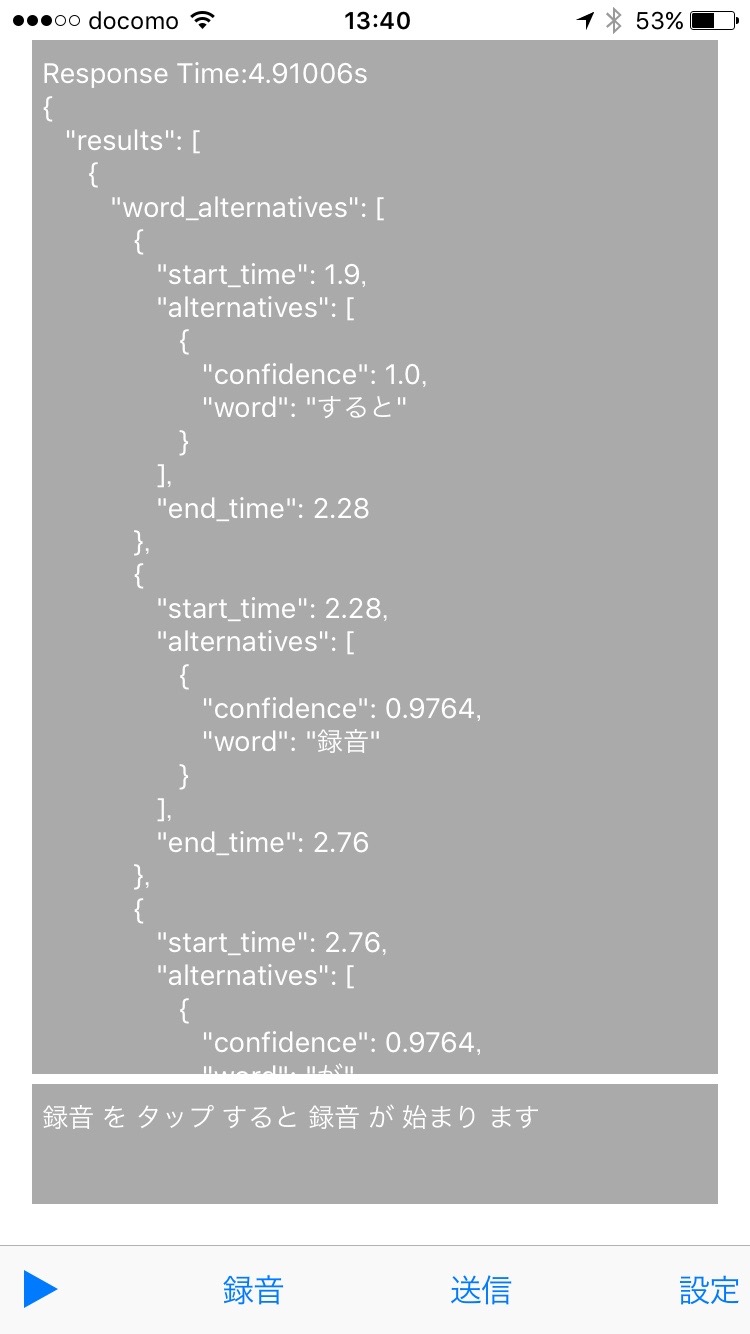 docomo 13:40 53%
Response Time:4.91006s
{
"results": [
{
"word_alternatives": [
{
"start_time": 1.9,
"alternatives": [
{
"confidence": 1.0,
"word": "すると"
}
],
"end_time": 2.28
},
{
"start_time": 2.28,
"alternatives": [
{
"confidence": 0.9764,
"word": "録音"
}
],
"end_time": 2.76
},
{
"start_time": 2.76,
"alternatives": [
{
"confidence": 0.9764,
"word": "が"
録音 を タップ すると 録音 が 始まり ます
録音 送信 設定